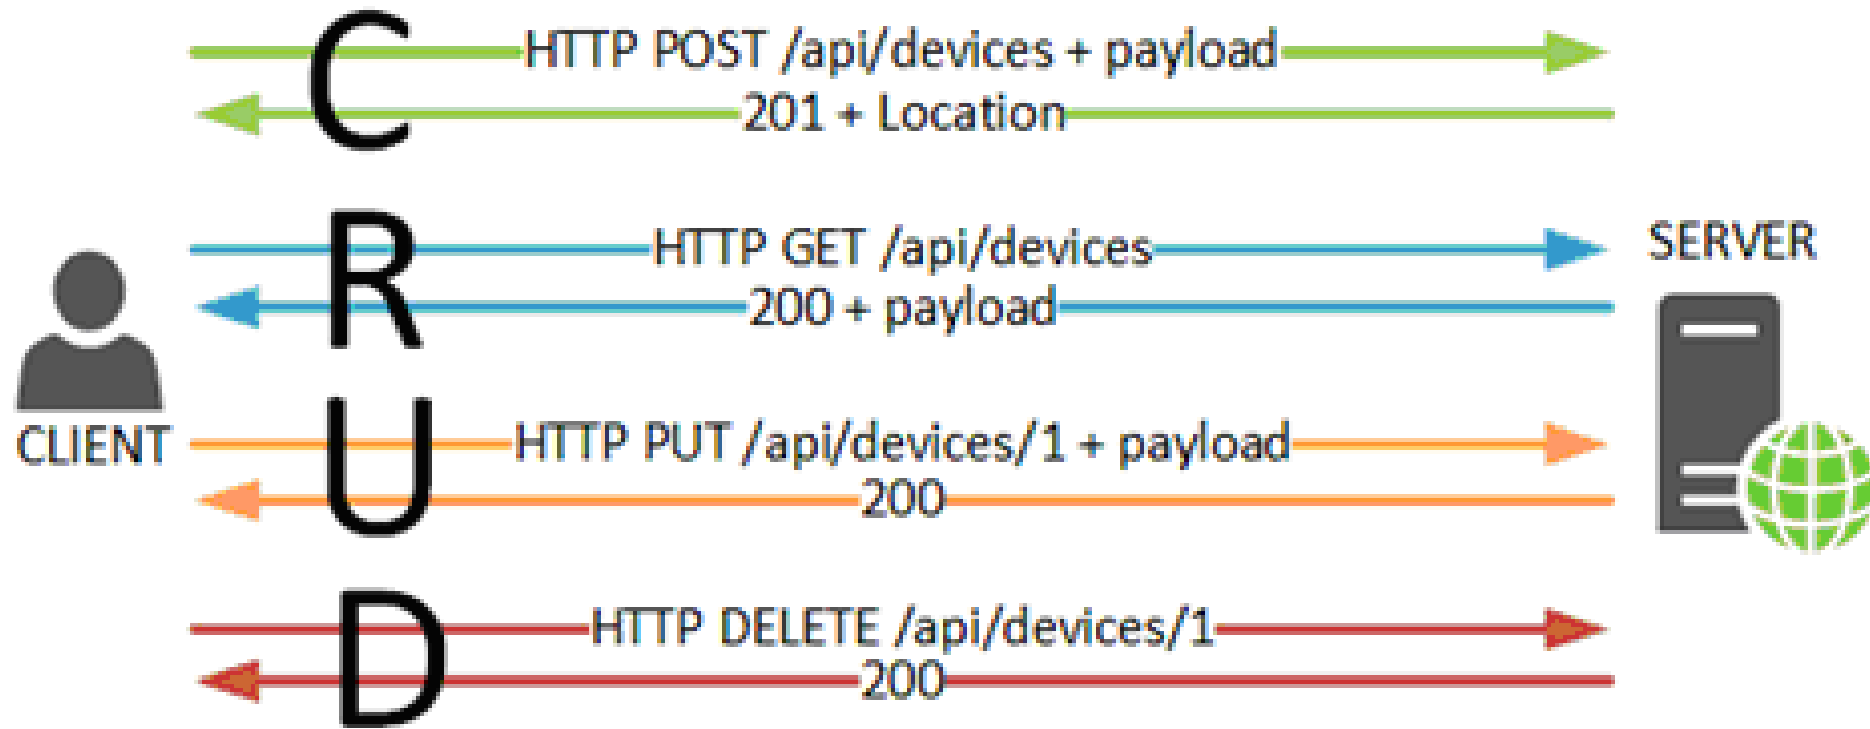 C
HTTP POST /api/devices + payload
201 + Location
R
HTTP GET /api/devices
200 + payload
U
HTTP PUT /api/devices/1 + payload
200
D
HTTP DELETE /api/devices/1
200
CLIENT
SERVER